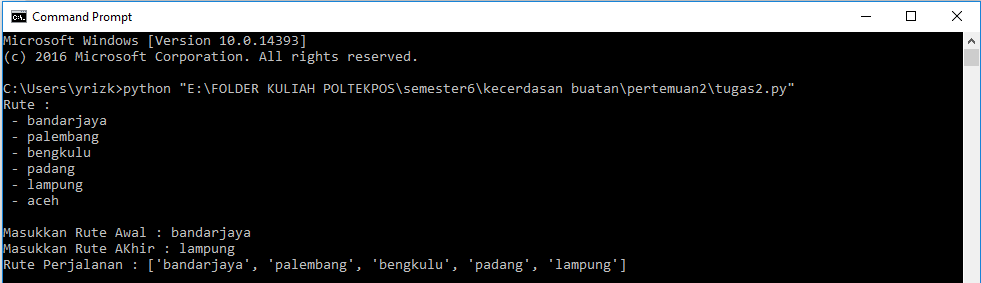 Command Prompt
Microsoft Windows [Version 10.0.14393]
(c) 2016 Microsoft Corporation. All rights reserved.
C:\Users\yrizk>python "E:\FOLDER KULIAH POLTEKPOS\semester6\kecerdasan buatan\pertemuan2\tugas2.py"
Rute :
- bandarjaya
- palembang
- bengkulu
- padang
- lampung
- aceh
Masukkan Rute Awal : bandarjaya
Masukkan Rute AKhir : lampung
Rute Perjalanan : ['bandarjaya', 'palembang', 'bengkulu', 'padang', 'lampung']